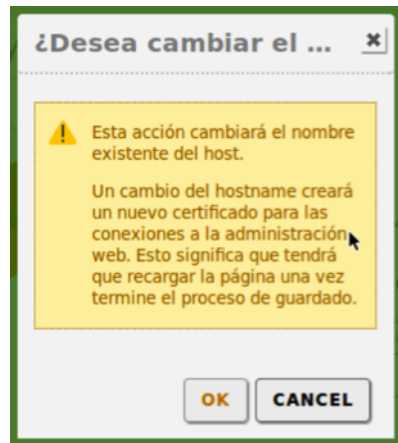 ¿Desea cambiar el ...
Esta acción cambiará el nombre
existente del host.
Un cambio del hostname creará
un nuevo certificado para las
conexiones a la administración
web. Esto significa que tendrá
que recargar la página una vez
termine el proceso de guardado.
OK CANCEL